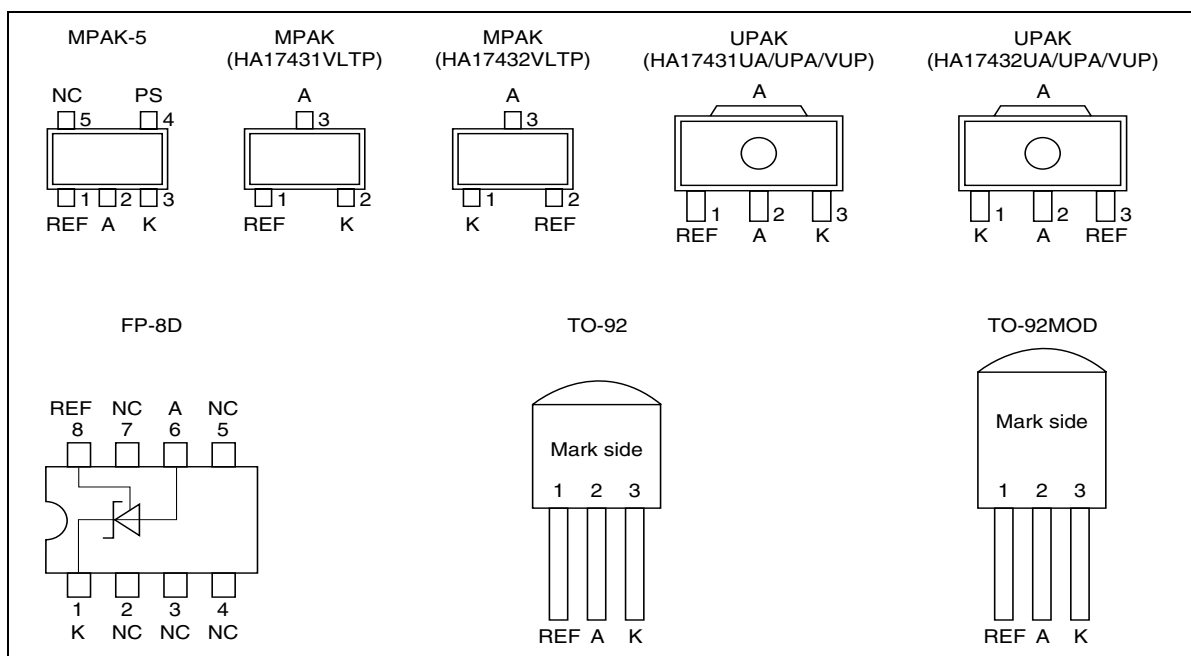 MPAK-5
NC PS
5 4
1 2 3
REF A K
MPAK
(HA17431VLTP)
A
3
1 2
REF K
MPAK
(HA17432VLTP)
A
3
1 2
K REF
UPAK
(HA17431UA/UPA/VUP)
A
1 2 3
REF A K
UPAK
(HA17432UA/UPA/VUP)
A
1 2 3
K A REF
FP-8D
REF NC A NC
8 7 6 5
1 2 3 4
K NC NC NC
TO-92
Mark side
1 2 3
REF A K
TO-92MOD
Mark side
1 2 3
REF A K